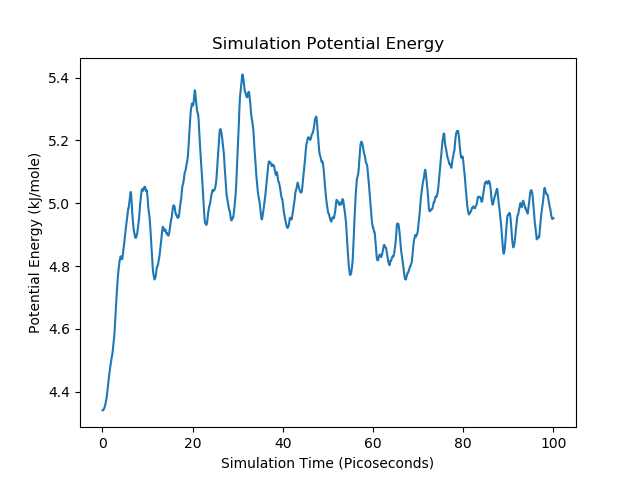 Simulation Potential Energy
Potential Energy (kJ/mole)
5.4
5.2
5.0
4.8
4.6
4.4
0 20 40 60 80 100
Simulation Time (Picoseconds)